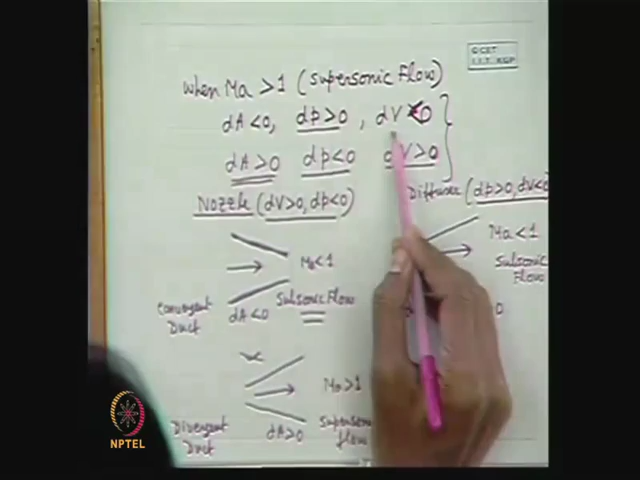 © CET
I.I.T. KGP
when Ma > 1 (Supersonic Flow)
dA < 0, dp > 0, dV < 0
dA > 0 dp < 0 dV > 0
Nozzle (dV > 0, dp < 0)
Diffuser (dp > 0, dV < 0
Ma < 1
Subsonic Flow
Convergent Duct
dA < 0
Ma < 1
Subsonic
Flow
0
Ma > 1
Divergent Duct
dA > 0
Supersonic
flow
NPTEL